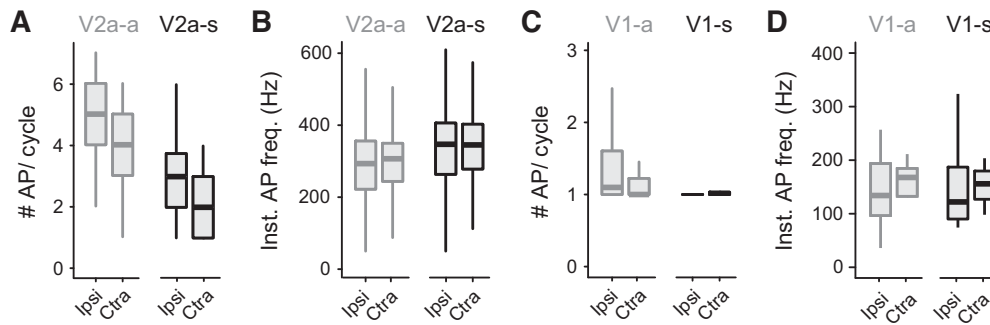 A V2a-a V2a-s
# AP/ cycle
6
4
2
0
Ipsi Ctra Ipsi Ctra
B V2a-a V2a-s
Inst. AP freq. (Hz)
600
400
200
0
Ipsi Ctra Ipsi Ctra
C V1-a V1-s
# AP/ cycle
3
2
1
0
Ipsi Ctra Ipsi Ctra
D V1-a V1-s
Inst. AP freq. (Hz)
400
300
200
100
0
Ipsi Ctra Ipsi Ctra